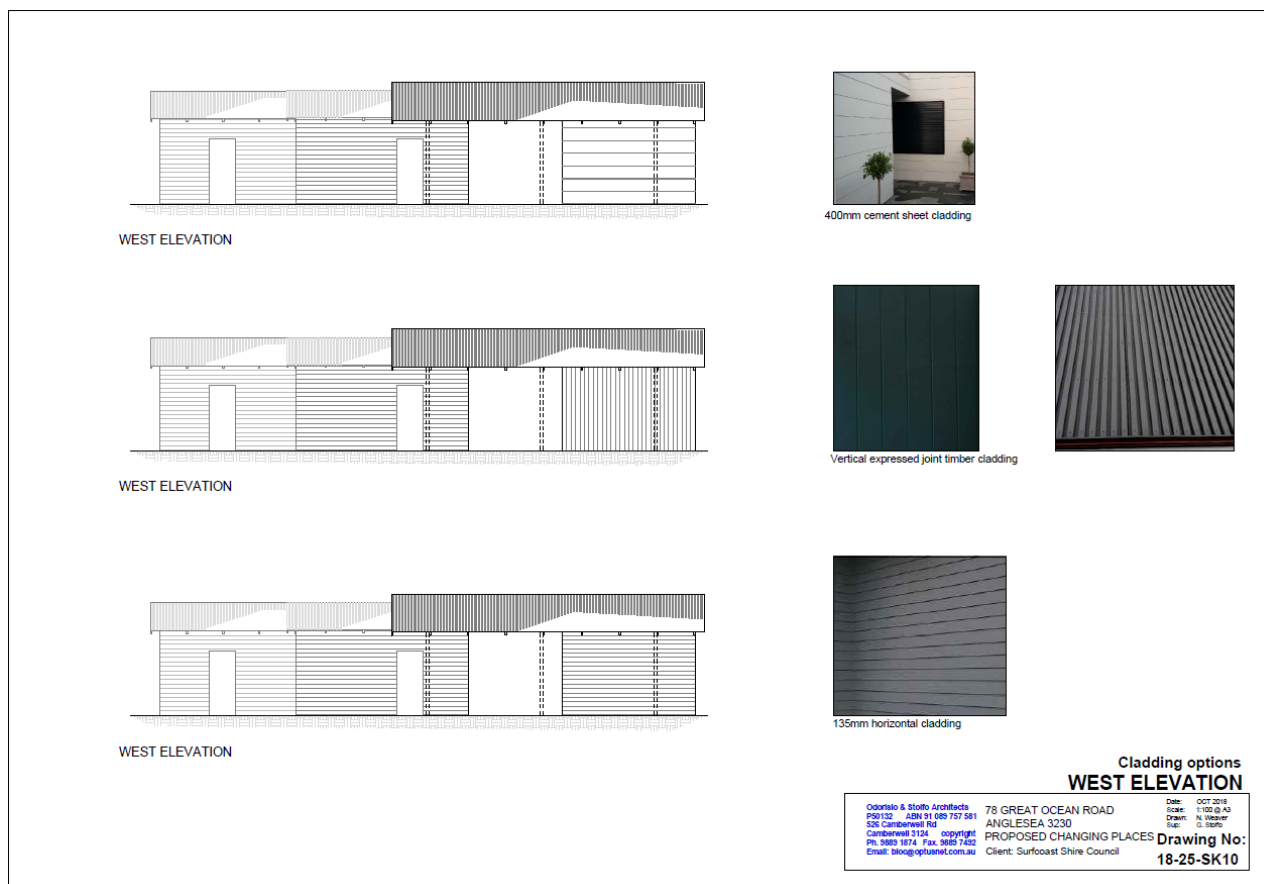 WEST ELEVATION
400mm cement sheet cladding
WEST ELEVATION
Vertical expressed joint timber cladding
WEST ELEVATION
135mm horizontal cladding
Cladding options
WEST ELEVATION
Odorisio & Stolfo Architects
P50132 ABN 91 089 757 581
526 Camberwell Rd
Camberwell 3124 copyright
Ph. 9889 1874 Fax. 9889 7492
Email: bloo@optusnet.com.au
78 GREAT OCEAN ROAD
ANGLESEA 3230
PROPOSED CHANGING PLACES
Client: Surfcoast Shire Council
Date: OCT 2018
Scale: 1:100 @ A3
Drawn: N. Weaver
Sup: G. Stolfo
Drawing No:
18-25-SK10